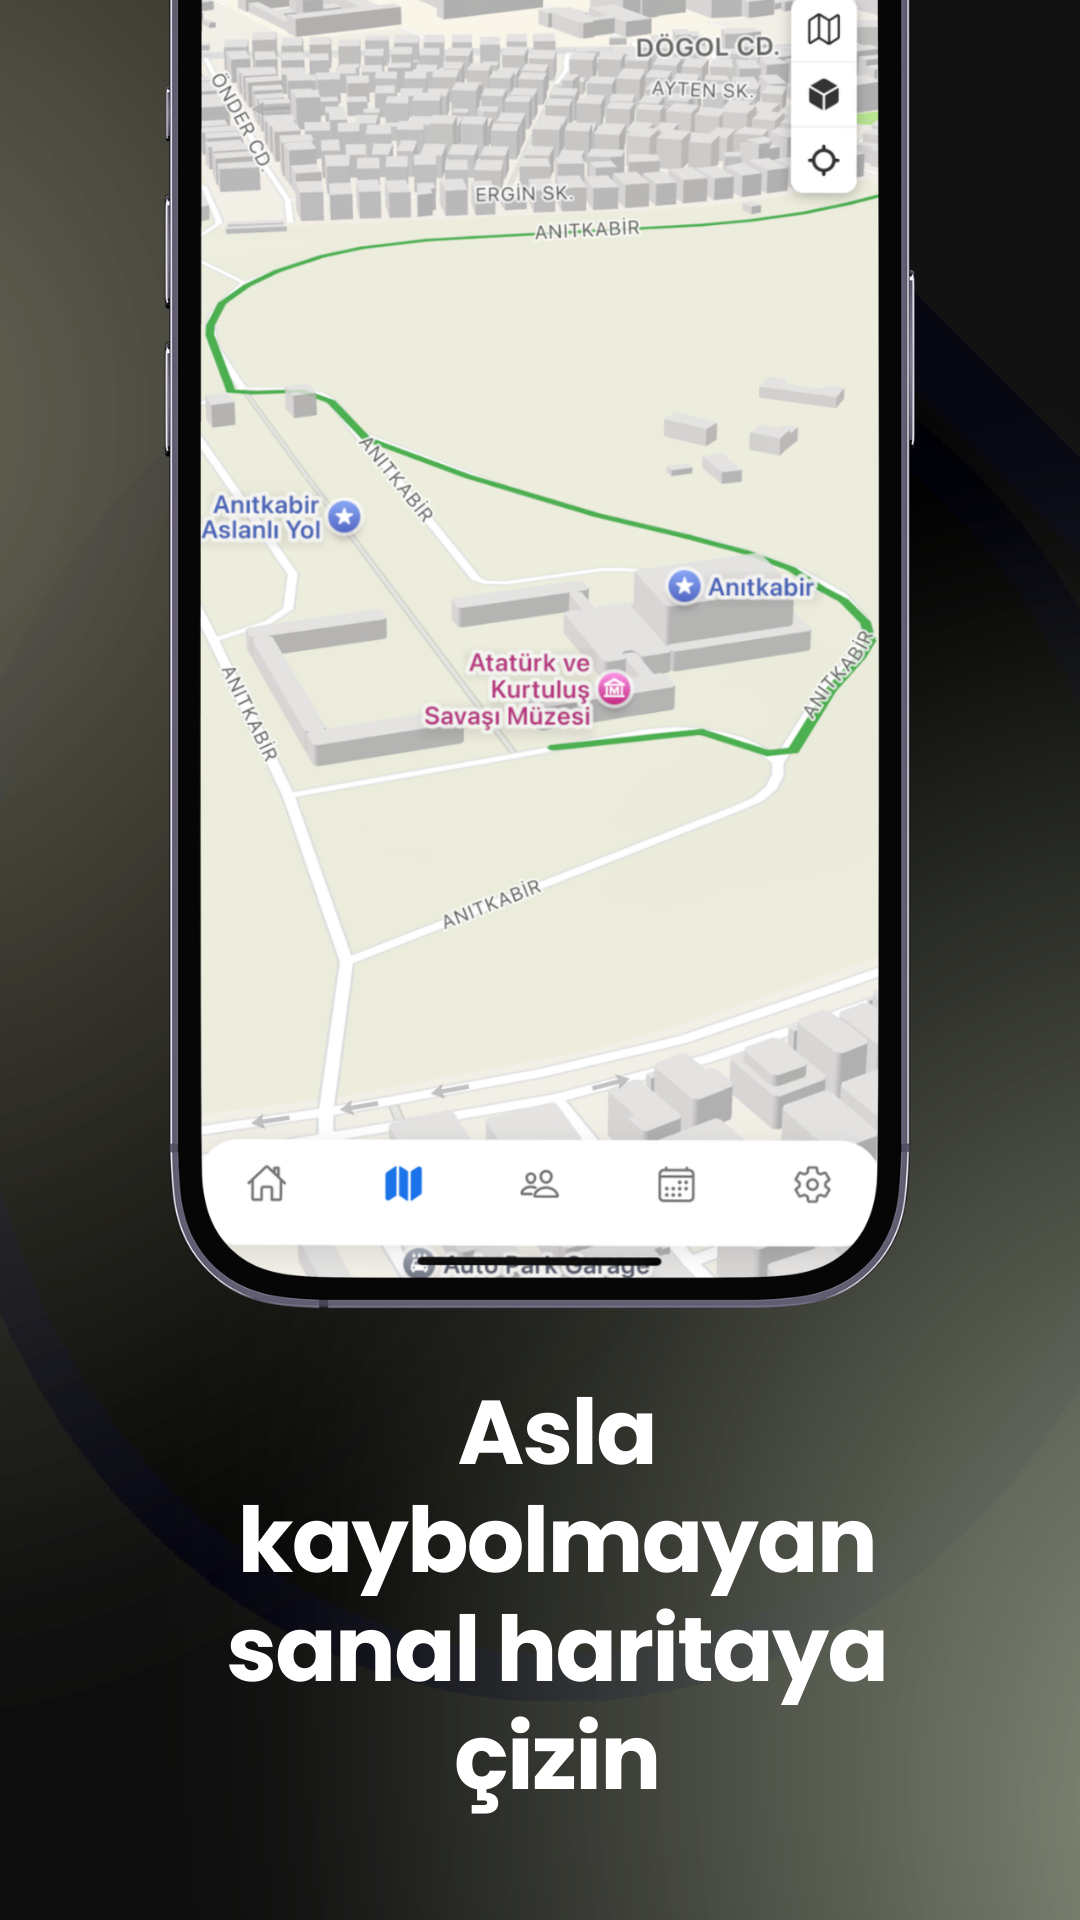 DÖGOL CD.
ÖNDER CD.
AYTEN SK.
ERGİN SK.
ANITKABİR
ANITKABİR
Anıtkabir
Aslanlı Yol
Anıtkabir
ANITKABİR
Atatürk ve
Kurtuluş
Savaşı Müzesi
ANITKABİR
ANITKABİR
Auto Park Garage
Asla
kaybolmayan
sanal haritaya
çizin